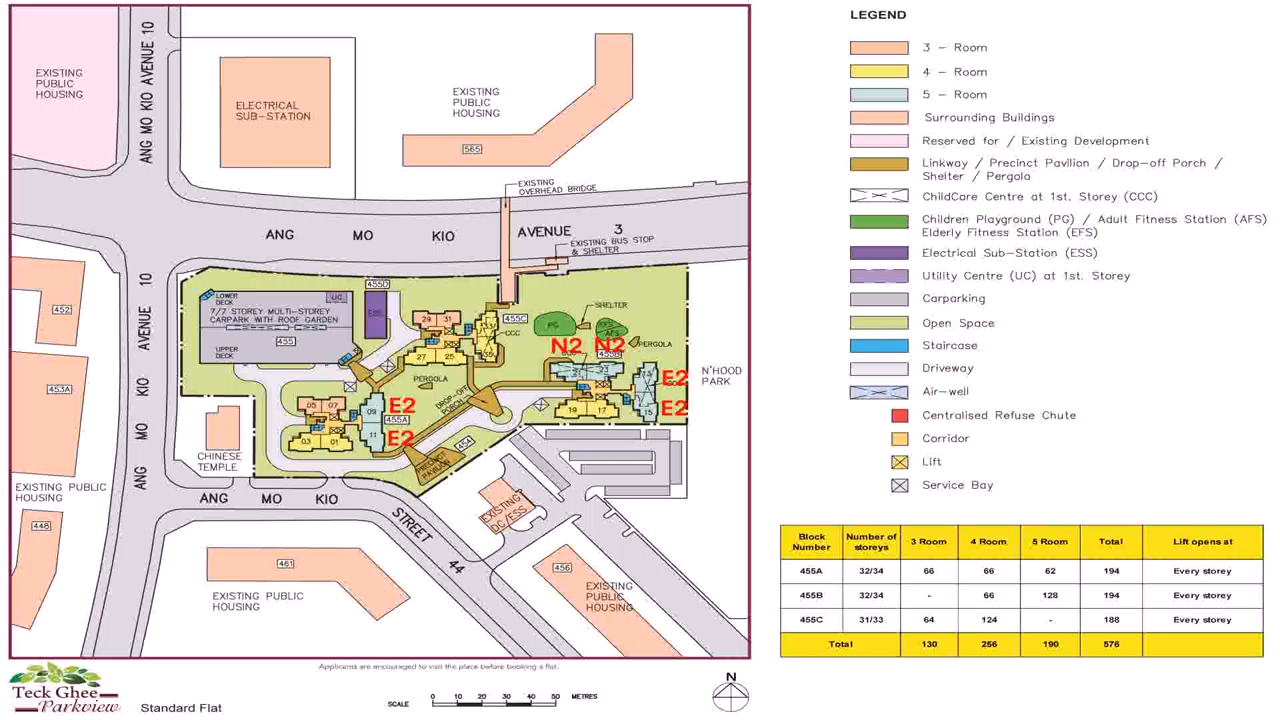 EXISTING
PUBLIC
HOUSING
ANG MO KIO AVENUE 10
ELECTRICAL
SUB-STATION
EXISTING
PUBLIC
HOUSING
565
EXISTING
OVERHEAD BRIDGE
ANG MO KIO AVENUE 3
EXISTING BUS STOP
& SHELTER
ANG MO KIO AVENUE 10
452
453A
EXISTING PUBLIC
HOUSING
448
LOWER
DECK
UC
7/7 STOREY MULTI-STOREY
CARPARK WITH ROOF GARDEN
455
UPPER
DECK
455D
ESS
29 31
455C
33
CCC
35
27 25
SHELTER
PG
EFS
AFS
N2 N2
PERGOLA
455B
21 23
13
E2
E2
15
19 17
N'HOOD
PARK
PERGOLA
DROP-OFF
PORCH
05 07
09
E2
455A
E2
11
03 01
454
PRECINCT
PAVILION
CHINESE
TEMPLE
ANG MO KIO STREET 44
EXISTING
DC/ESS
461
EXISTING PUBLIC
HOUSING
456
EXISTING
PUBLIC
HOUSING
LEGEND
3 - Room
4 - Room
5 - Room
Surrounding Buildings
Reserved for / Existing Development
Linkway / Precinct Pavilion / Drop-off Porch /
Shelter / Pergola
ChildCare Centre at 1st. Storey (CCC)
Children Playground (PG) / Adult Fitness Station (AFS)
Elderly Fitness Station (EFS)
Electrical Sub-Station (ESS)
Utility Centre (UC) at 1st. Storey
Carparking
Open Space
Staircase
Driveway
Air-well
Centralised Refuse Chute
Corridor
Lift
Service Bay
Block Number Number of storeys 3 Room 4 Room 5 Room Total Lift opens at
455A 32/34 66 66 62 194 Every storey
455B 32/34 - 66 128 194 Every storey
455C 31/33 64 124 - 188 Every storey
Total 130 256 190 576
Applicants are encouraged to visit the place before booking a flat.
Teck Ghee
Parkview
Standard Flat
SCALE 0 10 20 30 40 50 METRES
N